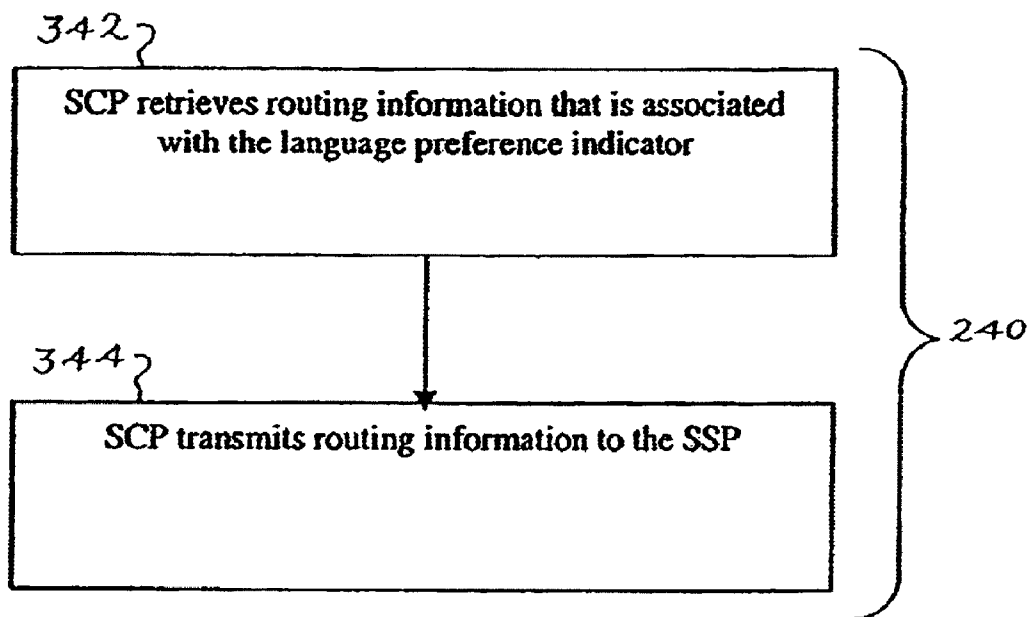 342
SCP retrieves routing information that is associated
with the language preference indicator
240
344
SCP transmits routing information to the SSP